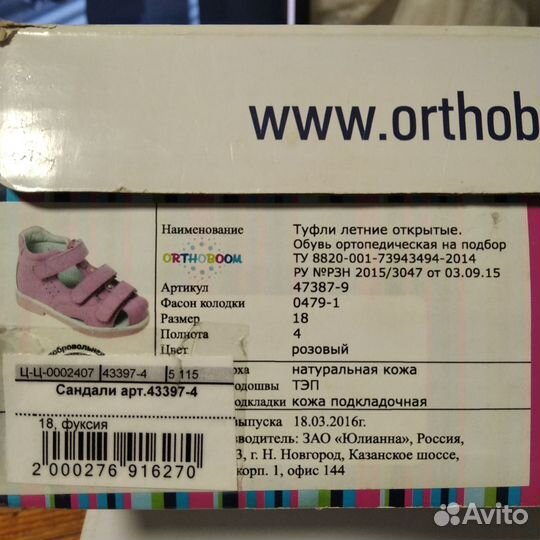 www.orthob
Наименование Туфли летние открытые.
Обувь ортопедическая на подбор
ORTHOBOOM ТУ 8820-001-73943494-2014
РУ №РЗН 2015/3047 от 03.09.15
Артикул 47387-9
Фасон колодки 0479-1
Размер 18
Полнота 4
Цвет розовый
рха натуральная кожа
одошвы ТЭП
одкладки кожа подкладочная
выпуска 18.03.2016г.
зводитель: ЗАО «Юлианна», Россия,
3, г. Н. Новгород, Казанское шоссе,
корп. 1, офис 144
Добровольне
Ц-Ц-0002407 43397-4 5 115
Сандали арт.43397-4
18, фуксия
2 000276 916270
Avito